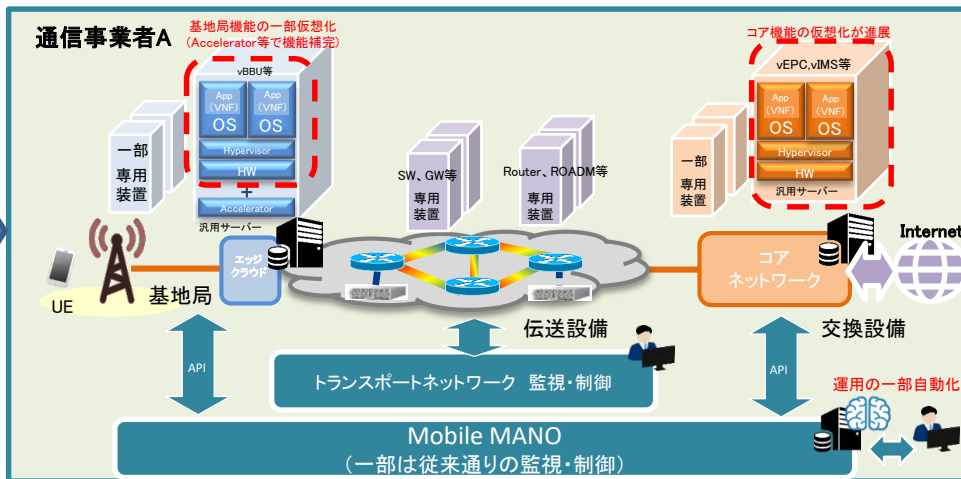 通信事業者A
基地局機能の一部仮想化
(Accelerator等で機能補完)
vBBU等
App
(VNF)
OS
App
(VNF)
OS
Hypervisor
HW
+
Accelerator
汎用サーバー
一部
専用
装置
SW、GW等
専用
装置
Router、ROADM等
専用
装置
コア機能の仮想化が進展
vEPC,vIMS等
App
(VNF)
OS
App
(VNF)
OS
Hypervisor
HW
汎用サーバー
一部
専用
装置
UE
基地局
エッジ
クラウド
コア
ネットワーク
Internet
伝送設備
交換設備
API
トランスポートネットワーク 監視・制御
API
運用の一部自動化
Mobile MANO
(一部は従来通りの監視・制御)